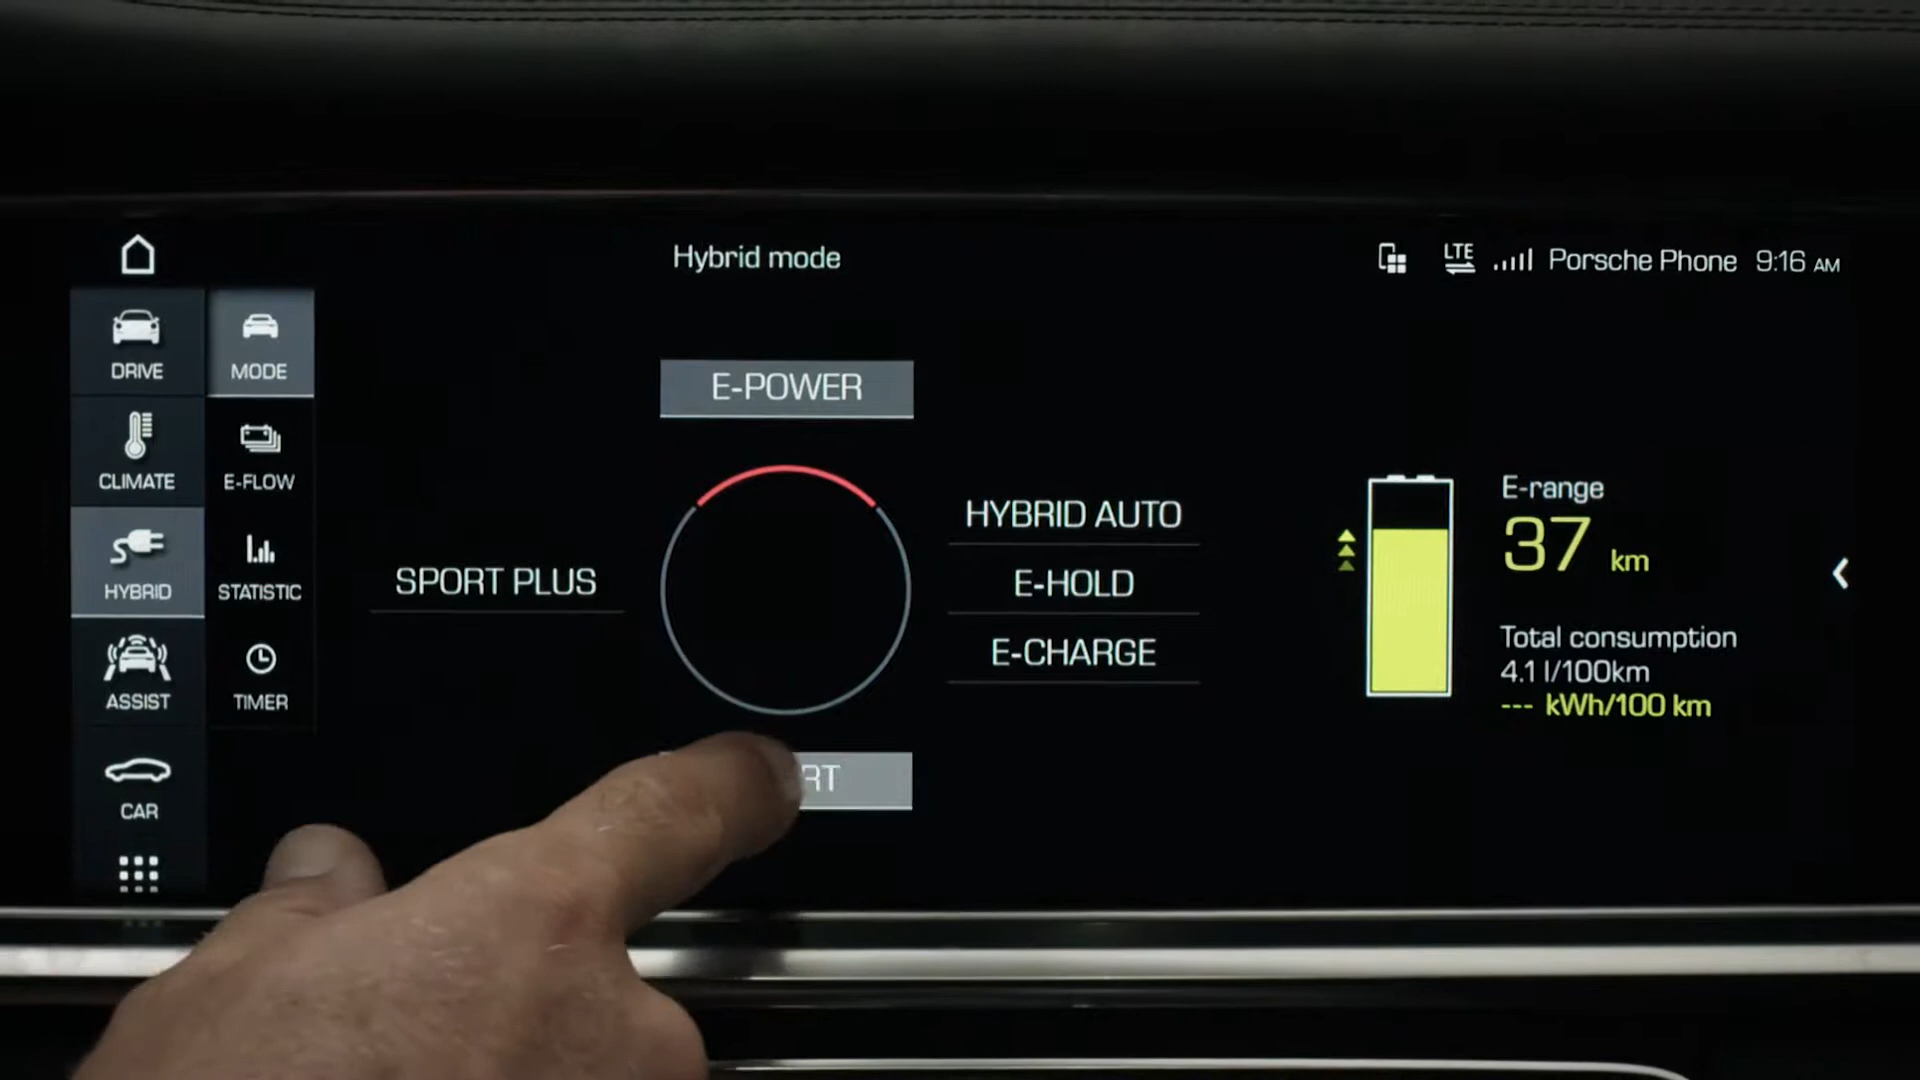 Hybrid mode
LTE Porsche Phone 9:16 AM
DRIVE
MODE
CLIMATE
E-FLOW
HYBRID
STATISTIC
ASSIST
TIMER
CAR
E-POWER
SPORT PLUS
HYBRID AUTO
E-HOLD
E-CHARGE
RT
E-range
37 km
Total consumption
4.1 l/100km
--- kWh/100 km